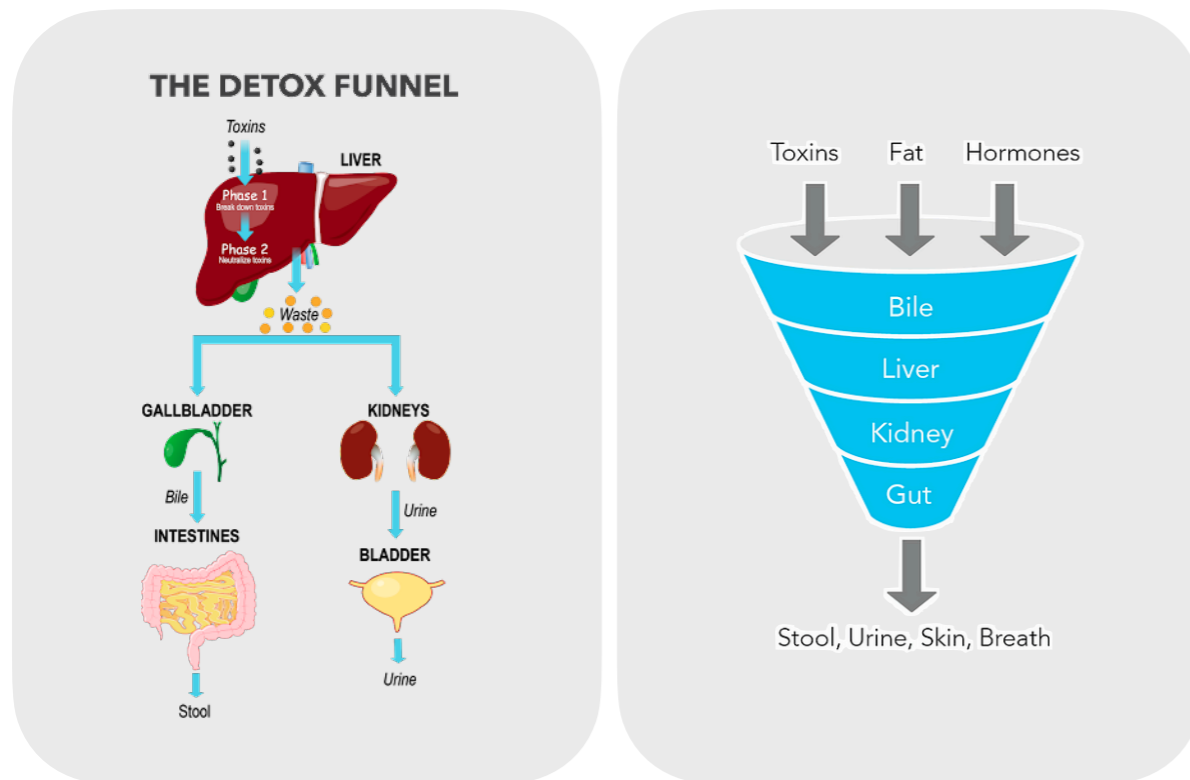 THE DETOX FUNNEL
Toxins
LIVER
Phase 1
Break down toxins
Phase 2
Neutralize toxins
Waste
GALLBLADDER
KIDNEYS
Bile
Urine
INTESTINES
BLADDER
Urine
Stool
Toxins Fat Hormones
Bile
Liver
Kidney
Gut
Stool, Urine, Skin, Breath